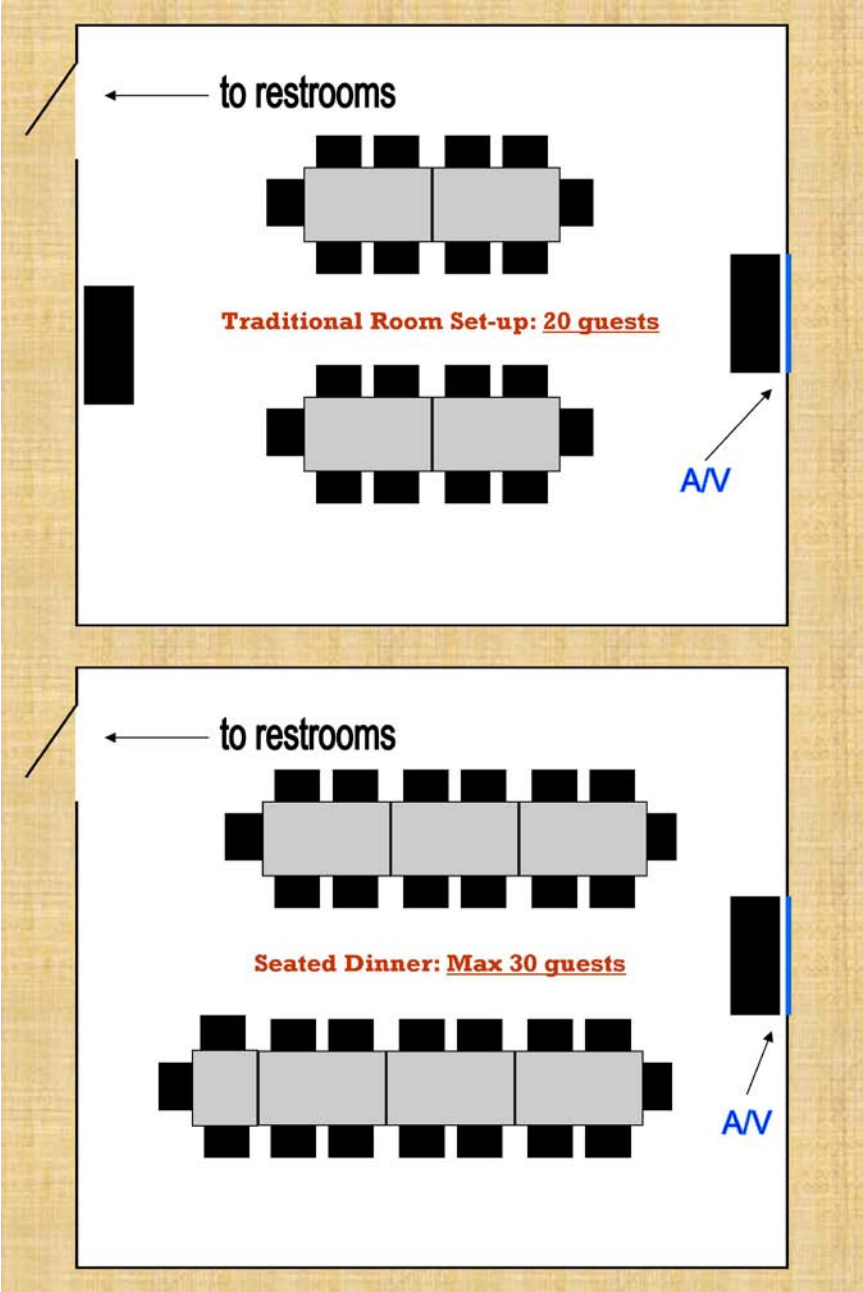 to restrooms
Traditional Room Set-up: 20 guests
A/V
to restrooms
Seated Dinner: Max 30 guests
A/V